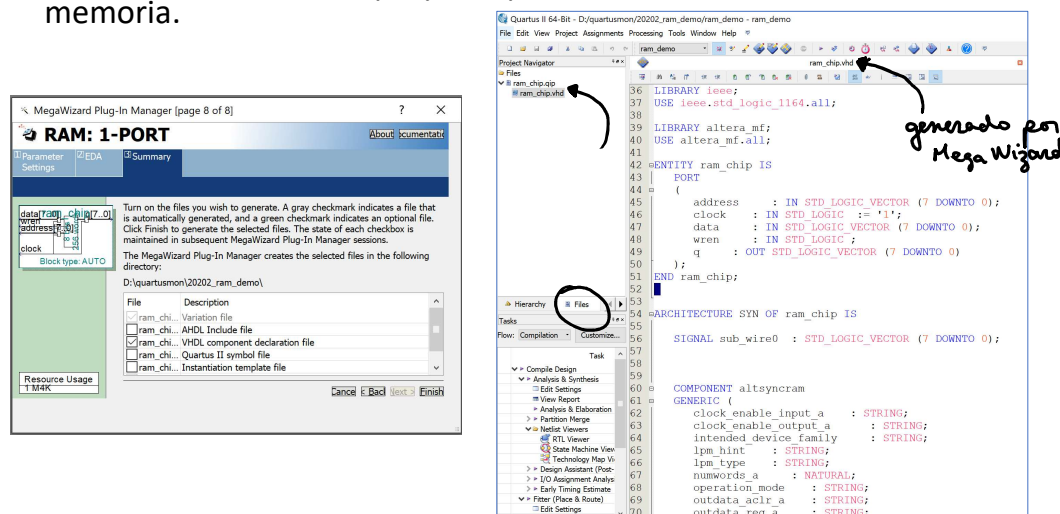 memoria.
MegaWizard Plug-In Manager [page 8 of 8]
RAM: 1-PORT
About
1 Parameter Settings
2 EDA
3 Summary
Turn on the files you wish to generate. A gray checkmark indicates a file that
is automatically generated, and a green checkmark indicates an optional file.
Click Finish to generate the selected files. The state of each checkbox is
maintained in subsequent MegaWizard Plug-In Manager sessions.
The MegaWizard Plug-In Manager creates the selected files in the following
directory:
D:\quartusmon\20202_ram_demo\
File Description
ram_chi... Variation file
ram_chi... AHDL Include file
ram_chi... VHDL component declaration file
ram_chi... Quartus II symbol file
ram_chi... Instantiation template file
wren
clock
Block type: AUTO
Resource Usage
1 M4K
Next > Finish
Quartus II 64-Bit - D:/quartusmon/20202_ram_demo/ram_demo - ram_demo
File Edit View Project Assignments Processing Tools Window Help
ram_demo
Project Navigator
ram_chip.vhd
Files
ram_chip.qip
ram_chip.vhd
Hierarchy Files
Tasks
Flow: Compilation Customize...
Task
Compile Design
Analysis & Synthesis
Edit Settings
View Report
Analysis & Elaboration
Partition Merge
Netlist Viewers
RTL Viewer
State Machine View
Technology Map Vi
Design Assistant (Post-
I/O Assignment Analys
Early Timing Estimate
Fitter (Place & Route)
Edit Settings
36 LIBRARY ieee;
37 USE ieee.std_logic_1164.all;
38
39 LIBRARY altera_mf;
40 USE altera_mf.all;
41
42 ENTITY ram_chip IS
43 PORT
44 (
45 address : IN STD_LOGIC_VECTOR (7 DOWNTO 0);
46 clock : IN STD_LOGIC := '1';
47 data : IN STD_LOGIC_VECTOR (7 DOWNTO 0);
48 wren : IN STD_LOGIC ;
49 q : OUT STD_LOGIC_VECTOR (7 DOWNTO 0)
50 );
51 END ram_chip;
52
53
54 ARCHITECTURE SYN OF ram_chip IS
55
56 SIGNAL sub_wire0 : STD_LOGIC_VECTOR (7 DOWNTO 0);
57
58
59
60 COMPONENT altsyncram
61 GENERIC (
62 clock_enable_input_a : STRING;
63 clock_enable_output_a : STRING;
64 intended_device_family : STRING;
65 lpm_hint : STRING;
66 lpm_type : STRING;
67 numwords_a : NATURAL;
68 operation_mode : STRING;
69 outdata_aclr_a : STRING;
70 outdata_reg_a : STRING;
generado por
Mega Wizard